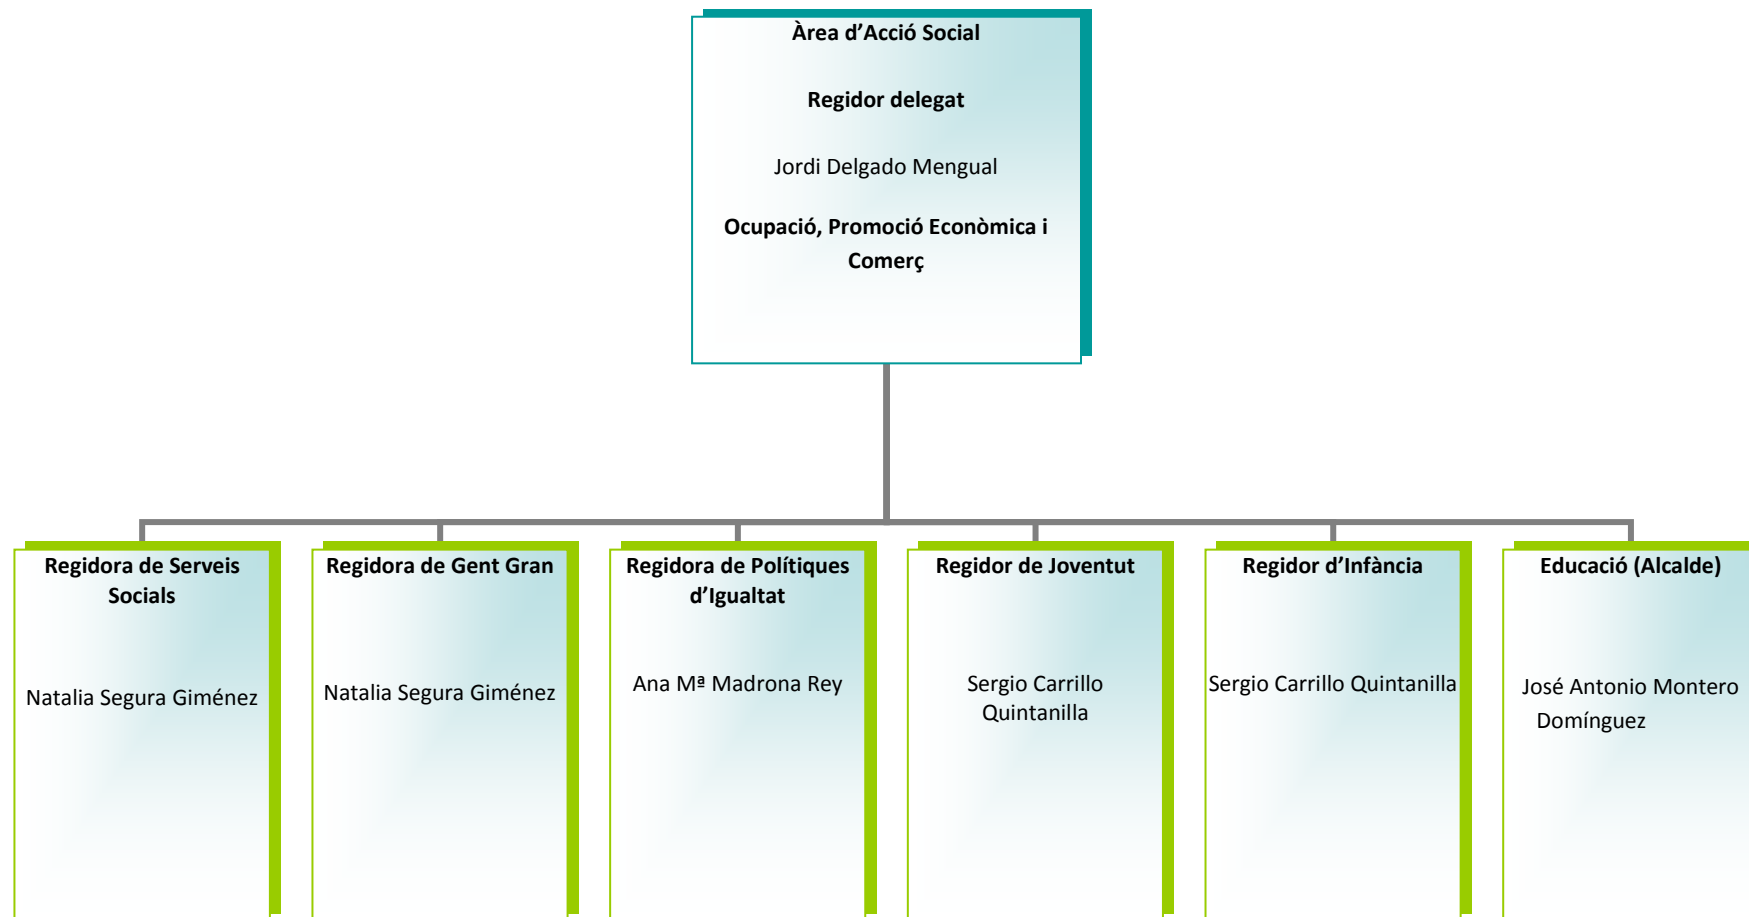 Àrea d’Acció Social
Regidor delegat
Jordi Delgado Mengual
Ocupació, Promoció Econòmica i
Comerç
Regidora de Serveis
Socials
Natalia Segura Giménez
Regidora de Gent Gran
Natalia Segura Giménez
Regidora de Polítiques
d’Igualtat
Ana Mª Madrona Rey
Regidor de Joventut
Sergio Carrillo
Quintanilla
Regidor d’Infància
Sergio Carrillo Quintanilla
Educació (Alcalde)
José Antonio Montero
Domínguez